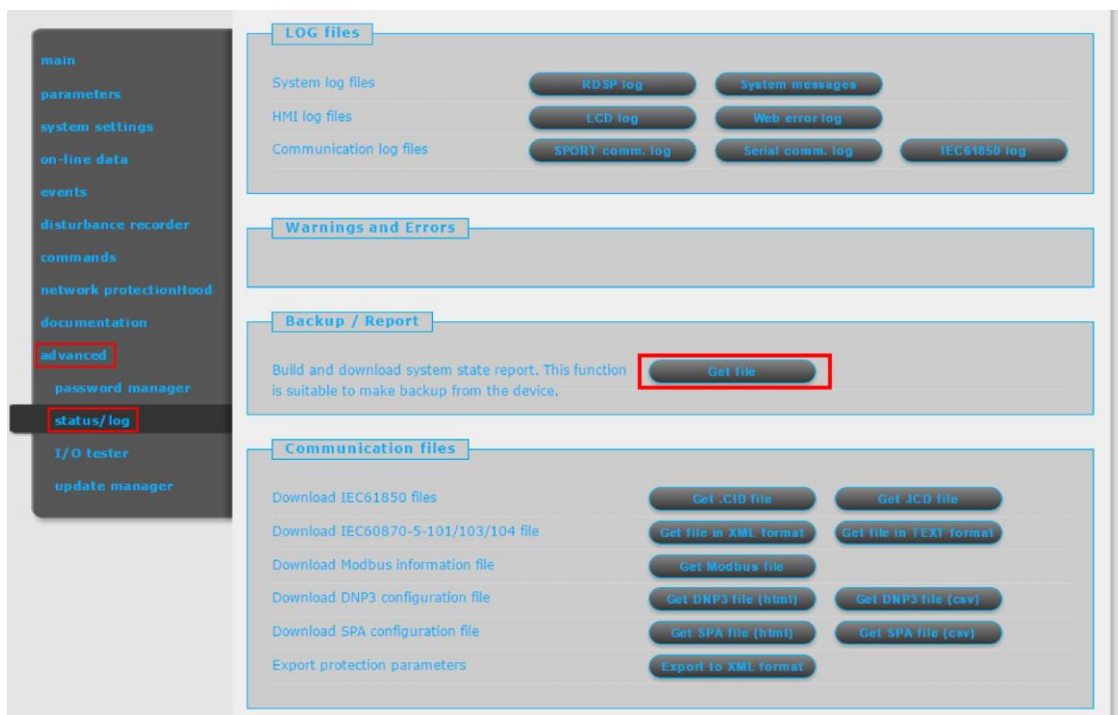 main
parameters
system settings
on-line data
events
disturbance recorder
commands
network protectionHood
documentation
advanced
password manager
status/log
I/O tester
update manager
LOG files
System log files RDSP log System messages
HMI log files LCD log Web error log
Communication log files SPORT comm. log Serial comm. log IEC61850 log
Warnings and Errors
Backup / Report
Build and download system state report. This function Get file
is suitable to make backup from the device.
Communication files
Download IEC61850 files Get .CID file Get .ICD file
Download IEC60870-5-101/103/104 file Get file in XML format Get file in TEXT format
Download Modbus information file Get Modbus file
Download DNP3 configuration file Get DNP3 file (html) Get DNP3 file (csv)
Download SPA configuration file Get SPA file (html) Get SPA file (csv)
Export protection parameters Export to XML format